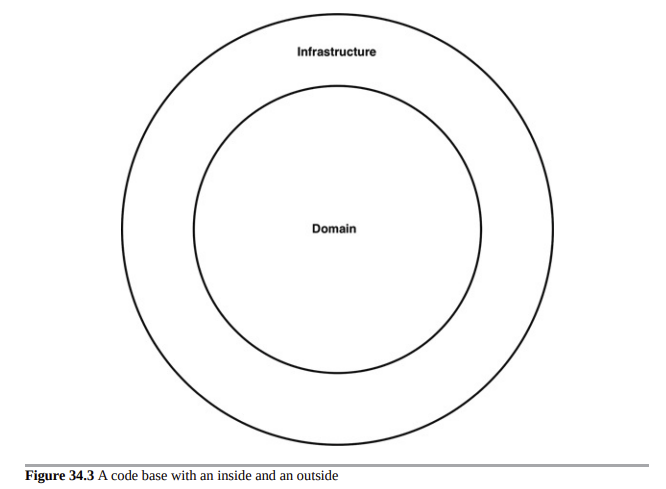 Infrastructure
Domain
Figure 34.3 A code base with an inside and an outside